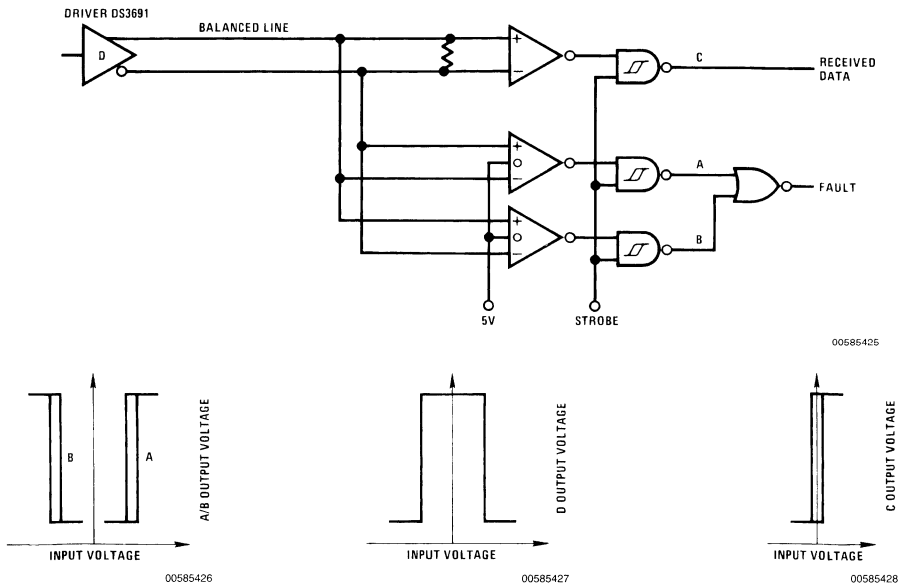 DRIVER DS3691
BALANCED LINE
D
+
−
C
RECEIVED
DATA
+
−
A
FAULT
+
−
B
5V
STROBE
00585425
B
A
A/B OUTPUT VOLTAGE
INPUT VOLTAGE
00585426
D OUTPUT VOLTAGE
INPUT VOLTAGE
00585427
C OUTPUT VOLTAGE
INPUT VOLTAGE
00585428